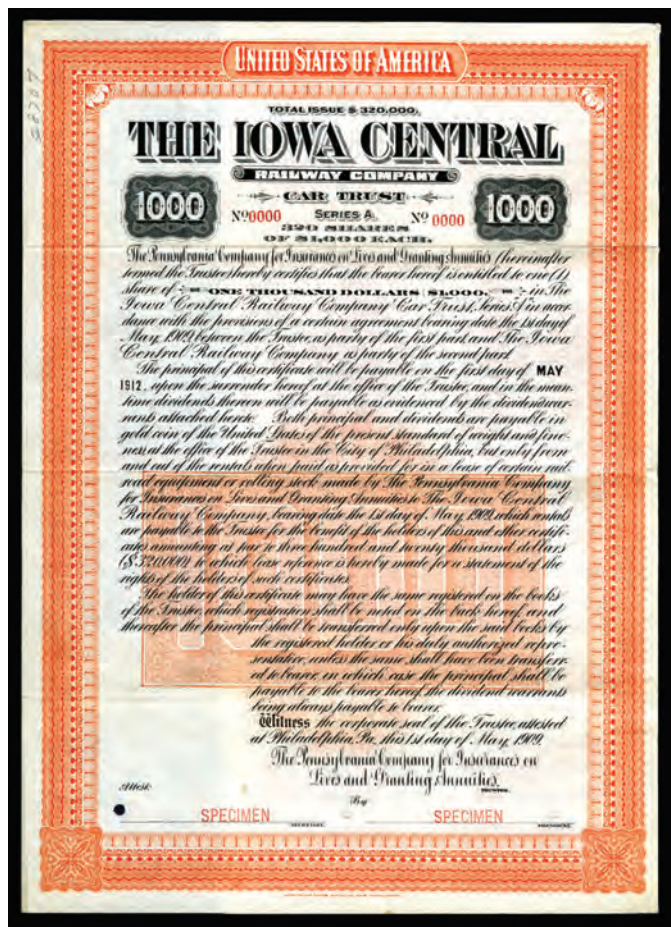 UNITED STATES OF AMERICA
TOTAL ISSUE $320,000.
THE IOWA CENTRAL
RAILWAY COMPANY
1000 CAR TRUST 1000
Nº 0000 SERIES A. Nº 0000
320 SHARES
OF $1,000 EACH.
The Pennsylvania Company for Insurances on Lives and Granting Annuities (hereinafter
termed the Trustee) hereby certifies that the bearer hereof is entitled to one (1)
share of ONE THOUSAND DOLLARS $1,000. in The
Iowa Central Railway Company Car Trust, Series A in accor-
dance with the provisions of a certain agreement bearing date the 1st day of
May, 1909, between the Trustee, as party of the first part and The Iowa
Central Railway Company, as party of the second part.
The principal of this certificate will be payable on the first day of MAY
1912, upon the surrender hereof at the office of the Trustee, and in the mean-
time dividends thereon will be payable as evidenced by the dividend war-
rants attached hereto. Both principal and dividends are payable in
gold coin of the United States of the present standard of weight and fine-
ness at the office of the Trustee in the City of Philadelphia, but only from
and out of the rentals when paid as provided for in a lease of certain rail-
road equipment or rolling stock made by The Pennsylvania Company
for Insurances on Lives and Granting Annuities to The Iowa Central
Railway Company, bearing date the 1st day of May, 1909, which rentals
are payable to the Trustee for the benefit of the holders of this and other certifi-
cates amounting at par to three hundred and twenty thousand dollars
($320,000) to which lease reference is hereby made for a statement of the
rights of the holders of such certificates.
The holder of this certificate may have the same registered on the books
of the Trustee, which registration shall be noted on the back hereof, and
thereafter the principal shall be transferred only upon the said books by
the registered holder or his duly authorized repre-
sentative, unless the same shall have been transferr-
ed to bearer, in which case the principal shall be
payable to the bearer hereof, the dividend warrants
being always payable to bearer.
Witness the corporate seal of the Trustee, attested
at Philadelphia, Pa., this 1st day of May, 1909.
The Pennsylvania Company for Insurances on
Lives and Granting Annuities,
TRUSTEE.
Attest:
By
SPECIMEN SPECIMEN
SECRETARY. PRESIDENT.